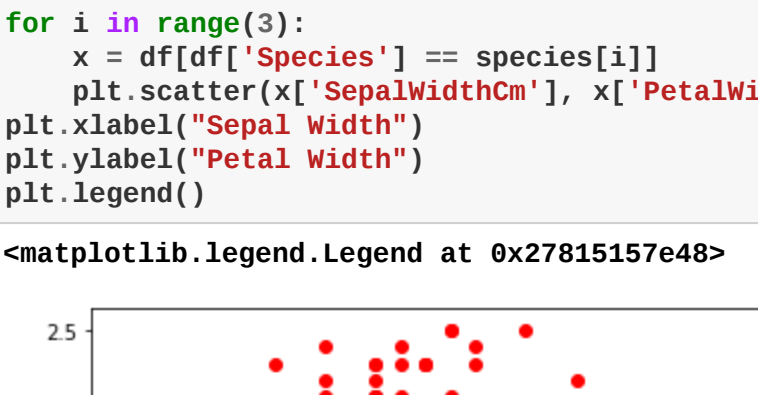 for i in range(3):
    x = df[df['Species'] == species[i]]
    plt.scatter(x['SepalWidthCm'], x['PetalWi
plt.xlabel("Sepal Width")
plt.ylabel("Petal Width")
plt.legend()
<matplotlib.legend.Legend at 0x27815157e48>
2.5